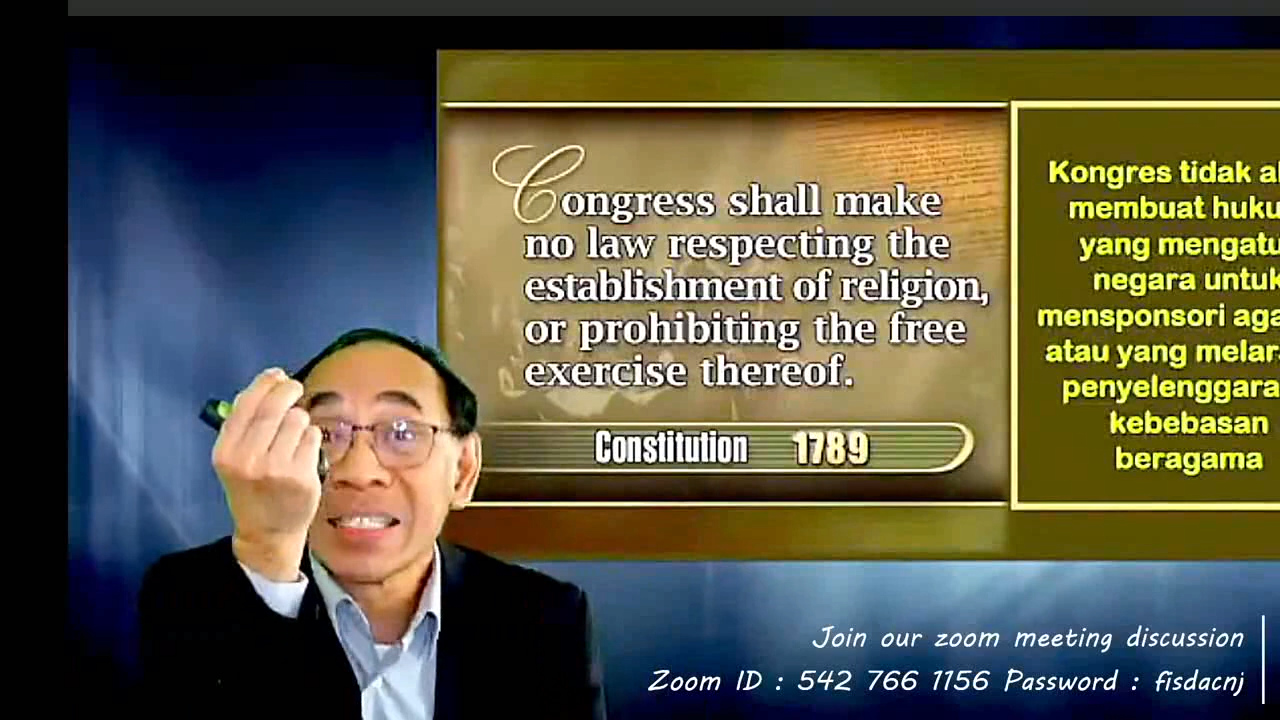 Congress shall make
no law respecting the
establishment of religion,
or prohibiting the free
exercise thereof.
Constitution 1789
Kongres tidak
membuat
yang
negara untuk
mensponsori
atau yang
kebebasan
beragama
Join our zoom meeting discussion
Zoom ID : 542 766 1156 Password : fisdacnj